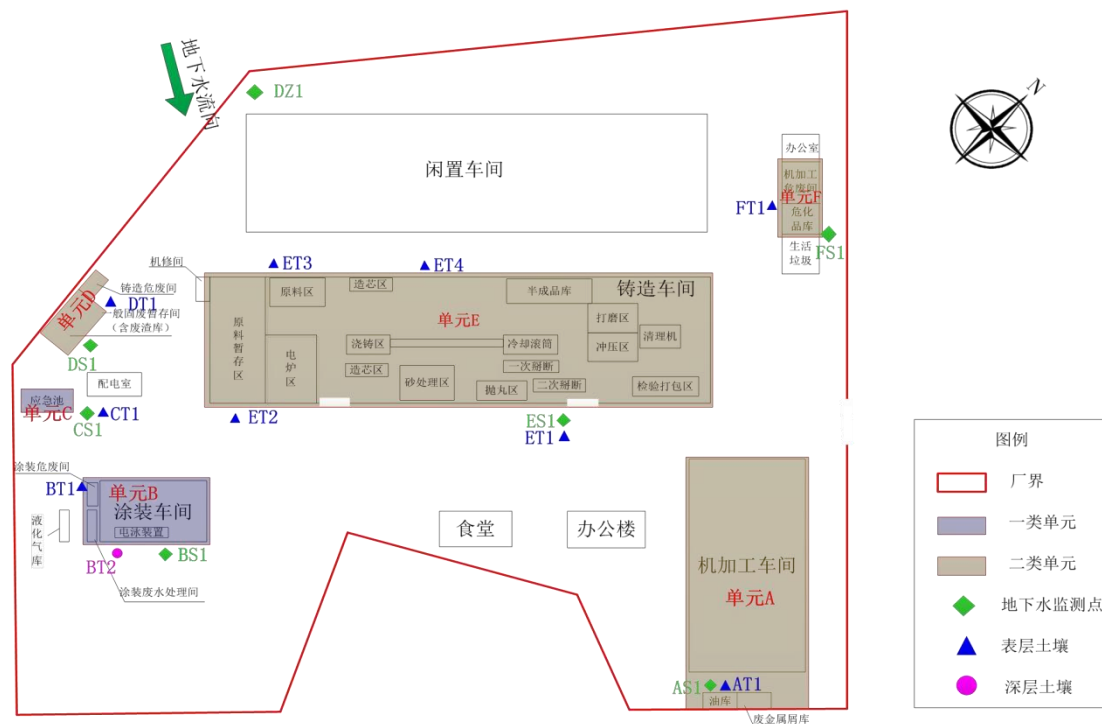 地下水流向
DZ1
N
闲置车间
办公室
机加工
危废间
单元F
危化
品库
生活
垃圾
FT1
FS1
机修间
ET3
ET4
铸造危废间
单元D
DT1
一般固废暂存间
（含废渣库）
DS1
原料区
造芯区
半成品库
铸造车间
单元E
打磨区
清理机
冲压区
原料暂存区
电炉区
浇铸区
冷却滚筒
一次掰断
造芯区
砂处理区
抛丸区
二次掰断
检验打包区
配电室
应急池
单元C
CS1
CT1
ET2
ES1
ET1
涂装危废间
BT1
单元B
涂装车间
电泳装置
液化气库
BT2
BS1
涂装废水处理间
食堂
办公楼
机加工车间
单元A
AS1
AT1
油库
废金属屑库
图例
厂界
一类单元
二类单元
地下水监测点
表层土壤
深层土壤